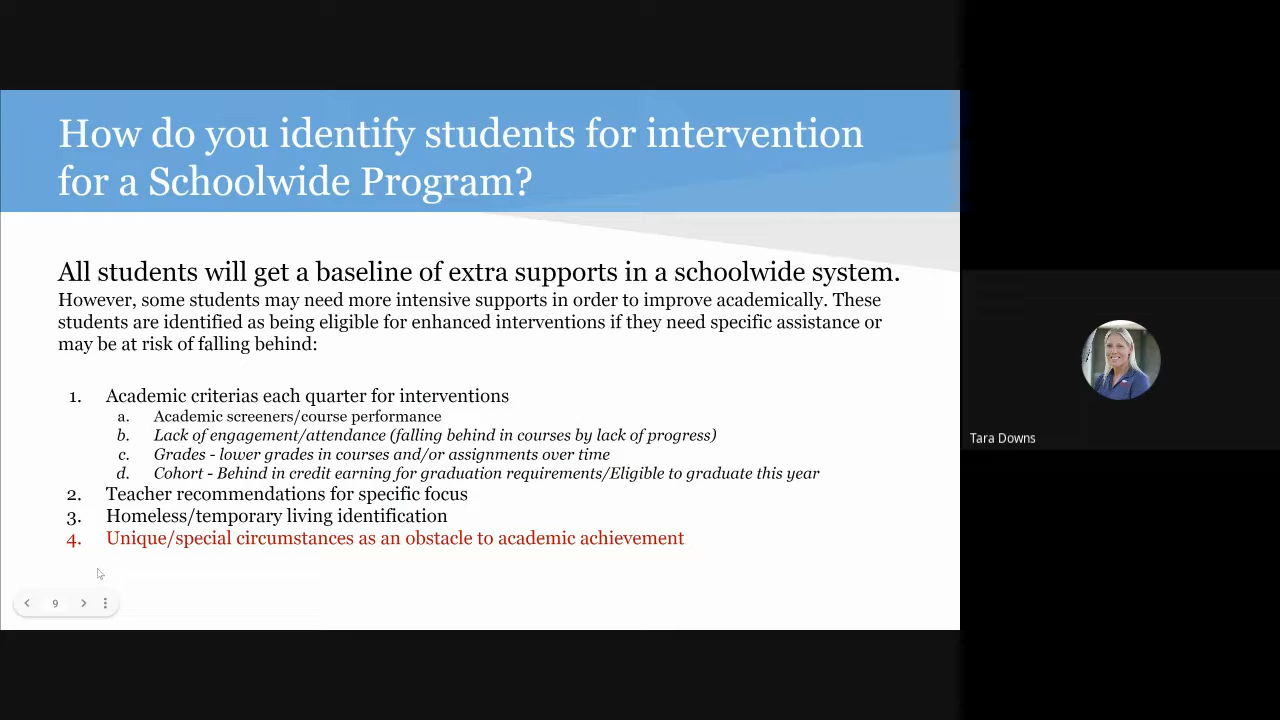 How do you identify students for intervention
for a Schoolwide Program?
All students will get a baseline of extra supports in a schoolwide system.
However, some students may need more intensive supports in order to improve academically. These
students are identified as being eligible for enhanced interventions if they need specific assistance or
may be at risk of falling behind:
1. Academic criterias each quarter for interventions
a. Academic screeners/course performance
b. Lack of engagement/attendance (falling behind in courses by lack of progress)
c. Grades - lower grades in courses and/or assignments over time
d. Cohort - Behind in credit earning for graduation requirements/Eligible to graduate this year
2. Teacher recommendations for specific focus
3. Homeless/temporary living identification
4. Unique/special circumstances as an obstacle to academic achievement
9
Tara Downs